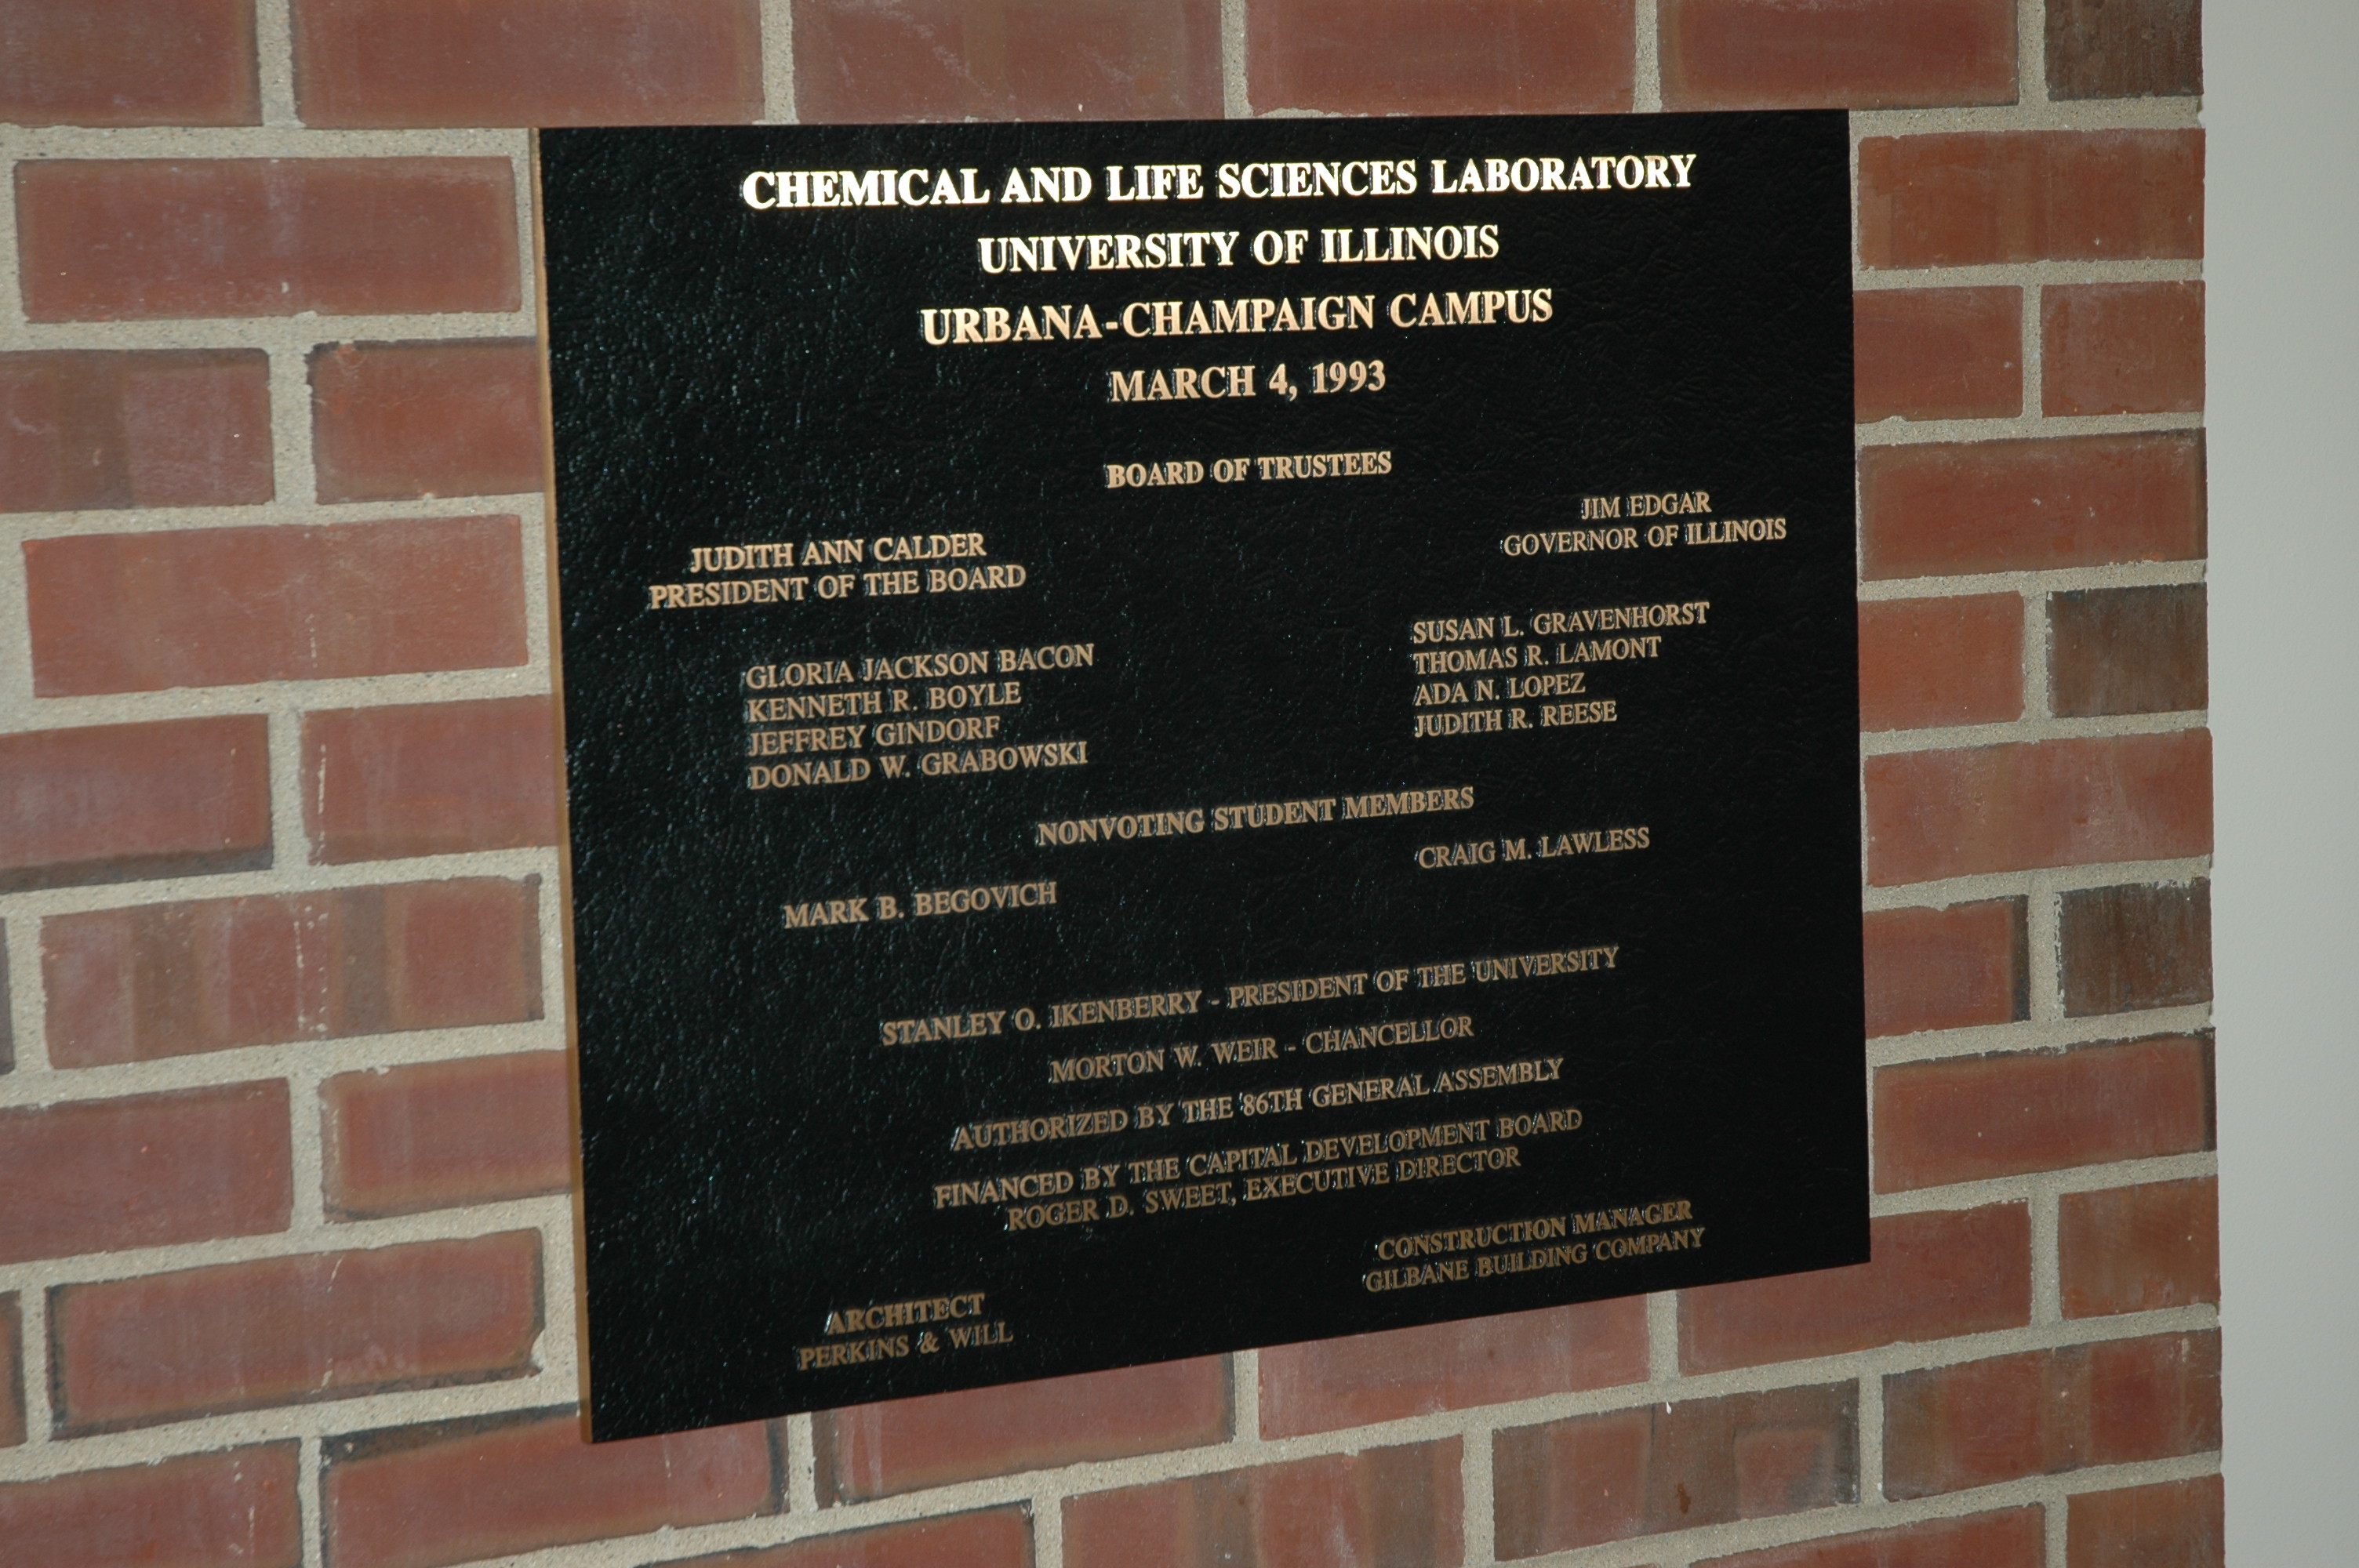 CHEMICAL AND LIFE SCIENCES LABORATORY
UNIVERSITY OF ILLINOIS
URBANA-CHAMPAIGN CAMPUS
MARCH 4, 1993
BOARD OF TRUSTEES
JUDITH ANN CALDER
PRESIDENT OF THE BOARD
JIM EDGAR
GOVERNOR OF ILLINOIS
GLORIA JACKSON BACON
KENNETH R. BOYLE
JEFFREY GINDORF
DONALD W. GRABOWSKI
SUSAN L. GRAVENHORST
THOMAS R. LAMONT
ADA N. LOPEZ
JUDITH R. REESE
NONVOTING STUDENT MEMBERS
MARK B. BEGOVICH
CRAIG M. LAWLESS
STANLEY O. IKENBERRY - PRESIDENT OF THE UNIVERSITY
MORTON W. WEIR - CHANCELLOR
AUTHORIZED BY THE 86TH GENERAL ASSEMBLY
FINANCED BY THE CAPITAL DEVELOPMENT BOARD
ROGER D. SWEET, EXECUTIVE DIRECTOR
ARCHITECT
PERKINS & WILL
CONSTRUCTION MANAGER
GILBANE BUILDING COMPANY